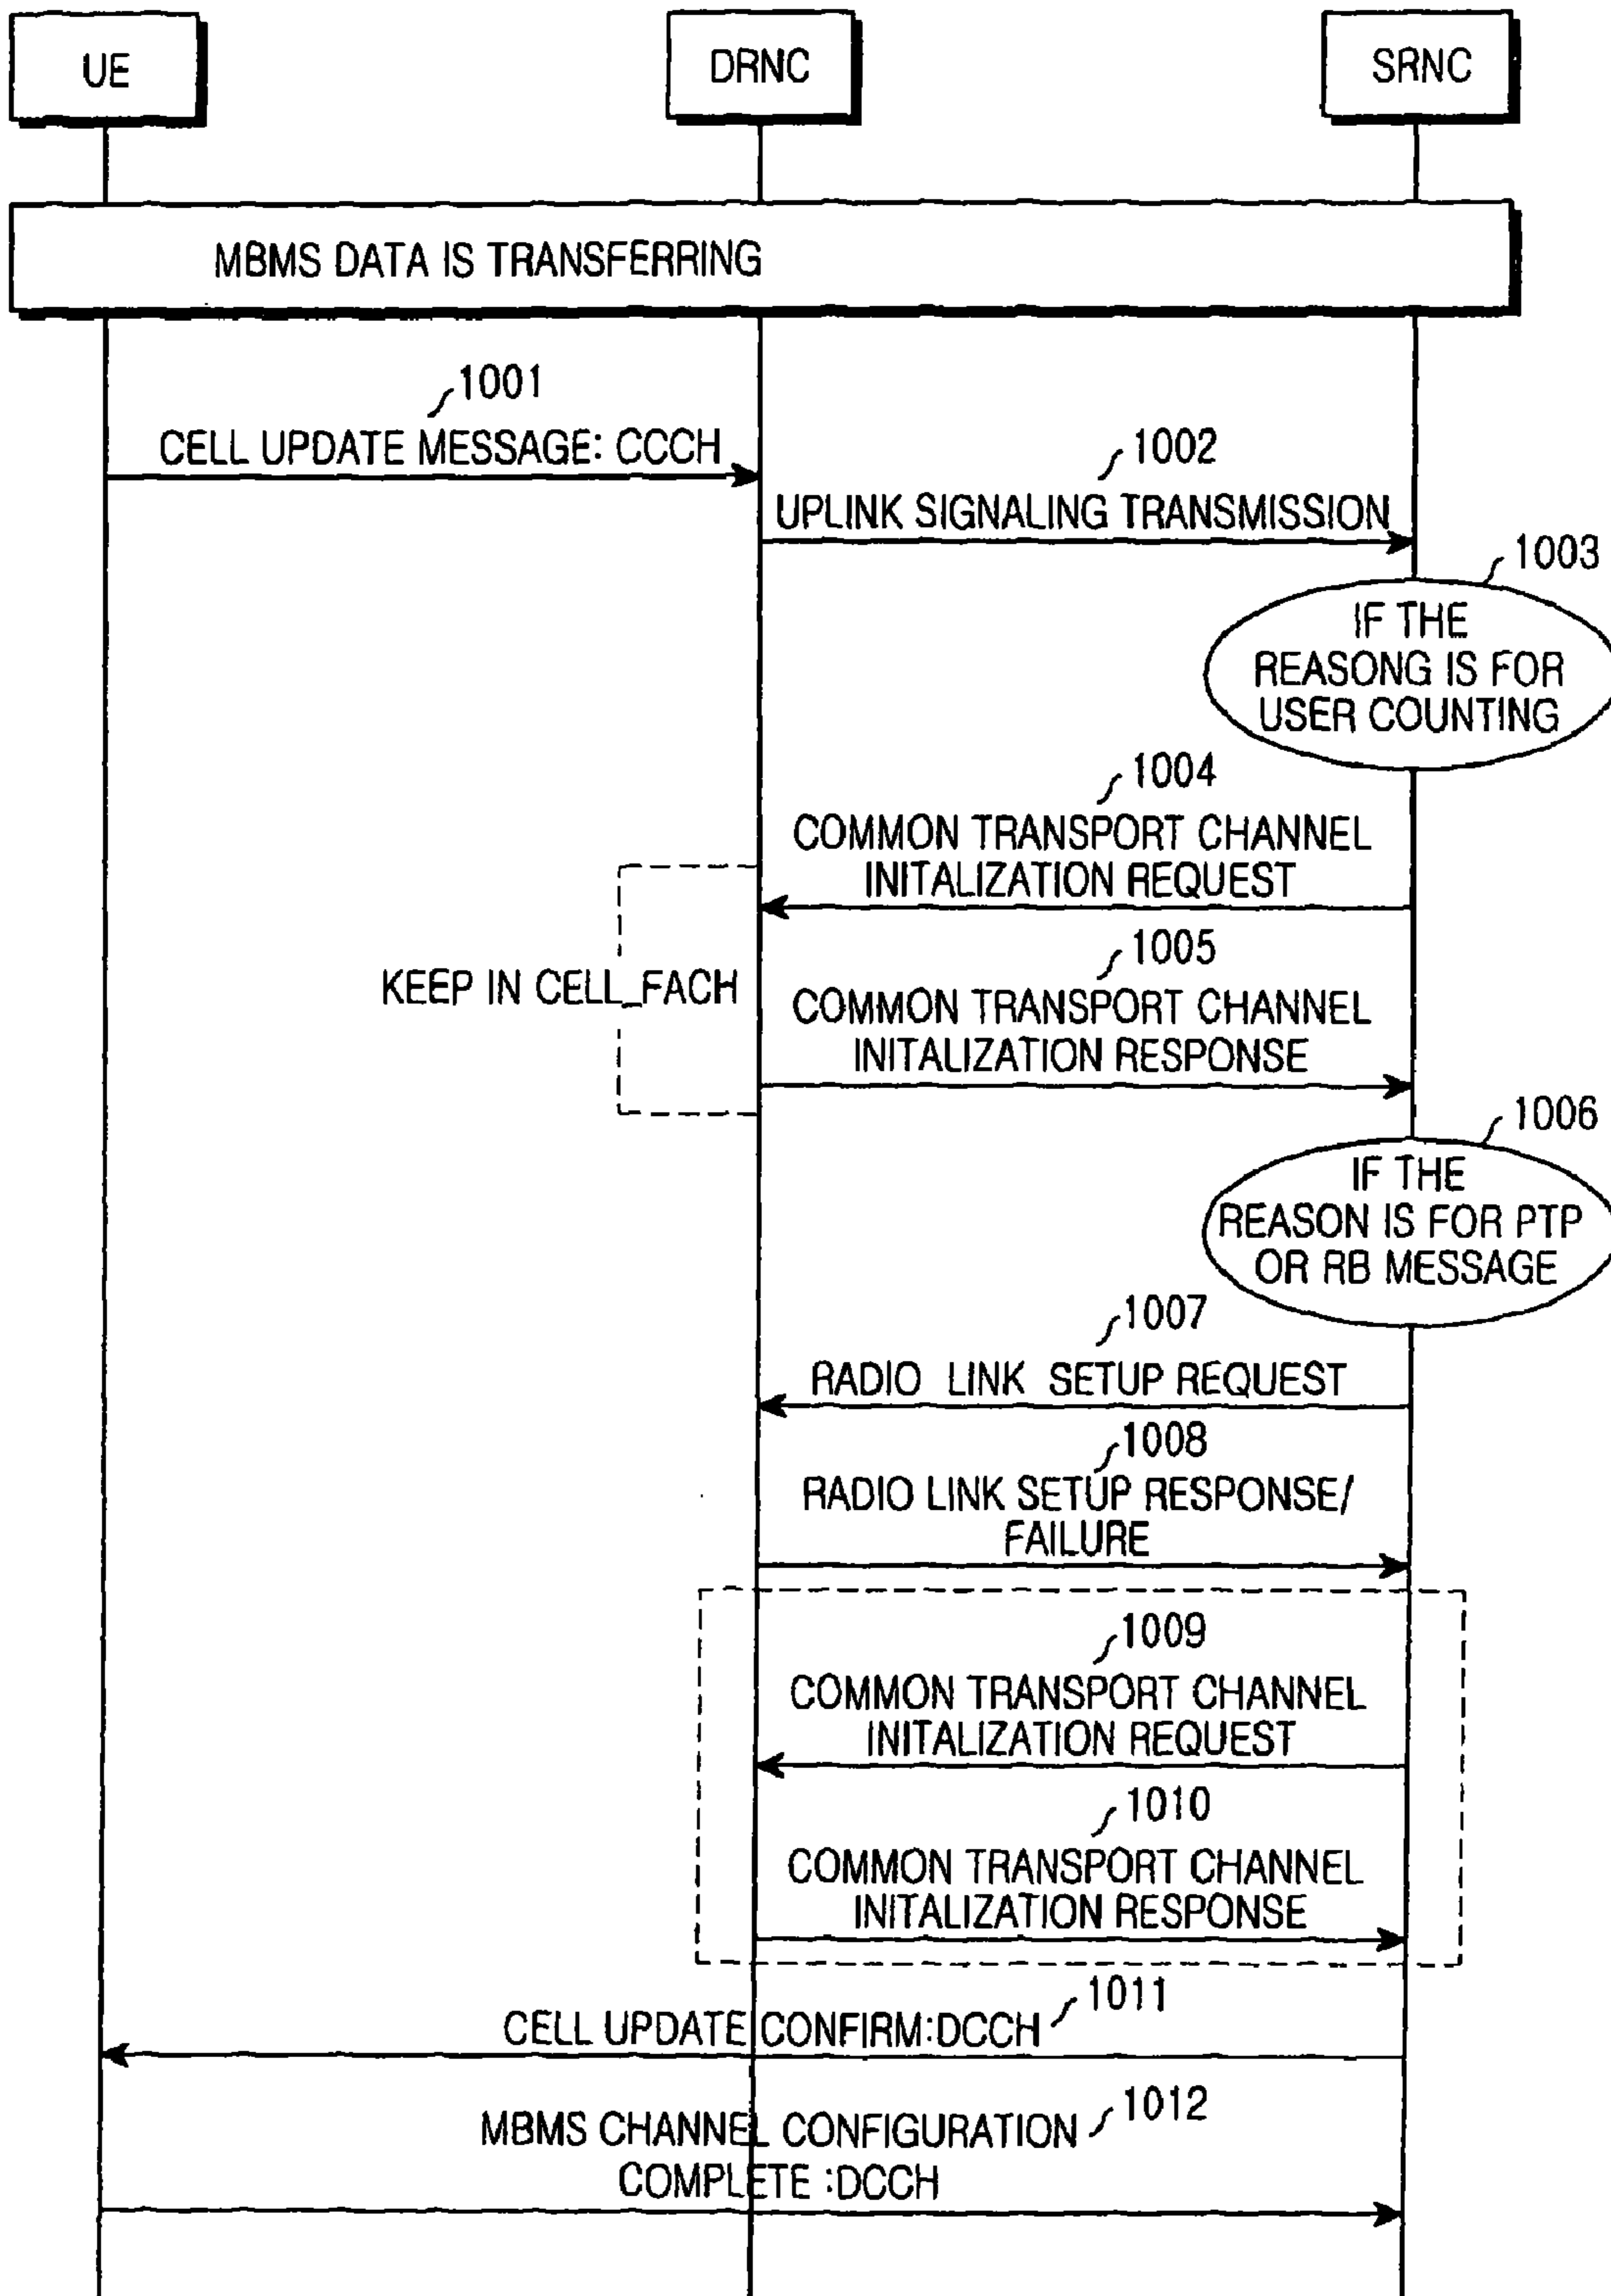 UE
DRNC
SRNC
MBMS DATA IS TRANSFERRING
1001
CELL UPDATE MESSAGE: CCCH
1002
UPLINK SIGNALING TRANSMISSION
1003
IF THE
REASONG IS FOR
USER COUNTING
1004
COMMON TRANSPORT CHANNEL
INITALIZATION REQUEST
KEEP IN CELL_FACH
1005
COMMON TRANSPORT CHANNEL
INITALIZATION RESPONSE
1006
IF THE
REASON IS FOR PTP
OR RB MESSAGE
1007
RADIO LINK SETUP REQUEST
1008
RADIO LINK SETUP RESPONSE/
FAILURE
1009
COMMON TRANSPORT CHANNEL
INITALIZATION REQUEST
1010
COMMON TRANSPORT CHANNEL
INITALIZATION RESPONSE
1011
CELL UPDATE CONFIRM:DCCH
1012
MBMS CHANNEL CONFIGURATION
COMPLETE :DCCH